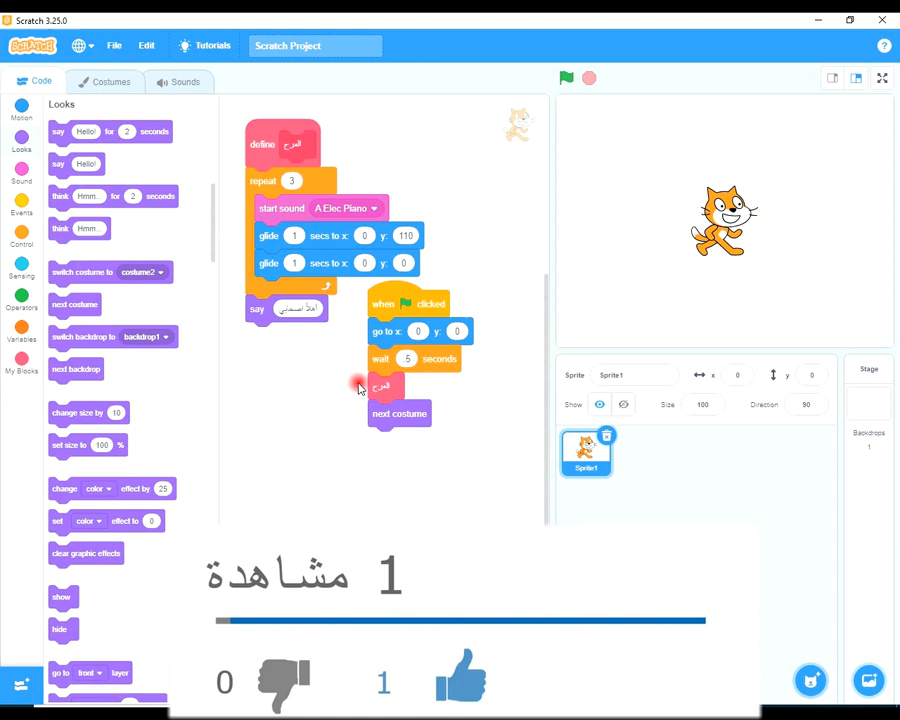 Scratch 3.25.0
SCRATCH File Edit Tutorials Scratch Project
Code Costumes Sounds
Motion
Looks
Sound
Events
Control
Sensing
Operators
Variables
My Blocks
Looks
say Hello! for 2 seconds
say Hello!
think Hmm... for 2 seconds
think Hmm...
switch costume to costume2
next costume
switch backdrop to backdrop1
next backdrop
change size by 10
set size to 100 %
change color effect by 25
set color effect to 0
clear graphic effects
show
hide
go to front layer
define المرح
repeat 3
start sound A Elec Piano
glide 1 secs to x: 0 y: 110
glide 1 secs to x: 0 y: 0
say أهلاً أصحابي
when clicked
go to x: 0 y: 0
wait .5 seconds
المرح
next costume
Sprite Sprite1 x 0 y 0
Show Size 100 Direction 90
Sprite1
Stage
Backdrops
1
1 مشاهدة
0 1